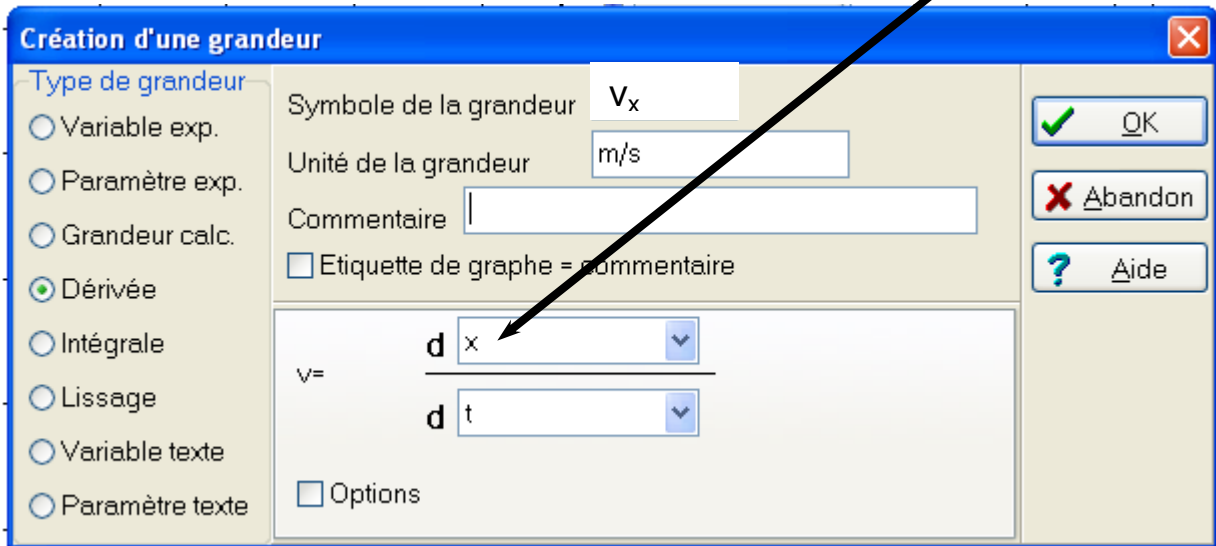 Création d'une grandeur
Type de grandeur
Variable exp.
Paramètre exp.
Grandeur calc.
Dérivée
Intégrale
Lissage
Variable texte
Paramètre texte
Symbole de la grandeur vₓ
Unité de la grandeur m/s
Commentaire
Etiquette de graphe = commentaire
v=
d x
d t
Options
OK
Abandon
? Aide